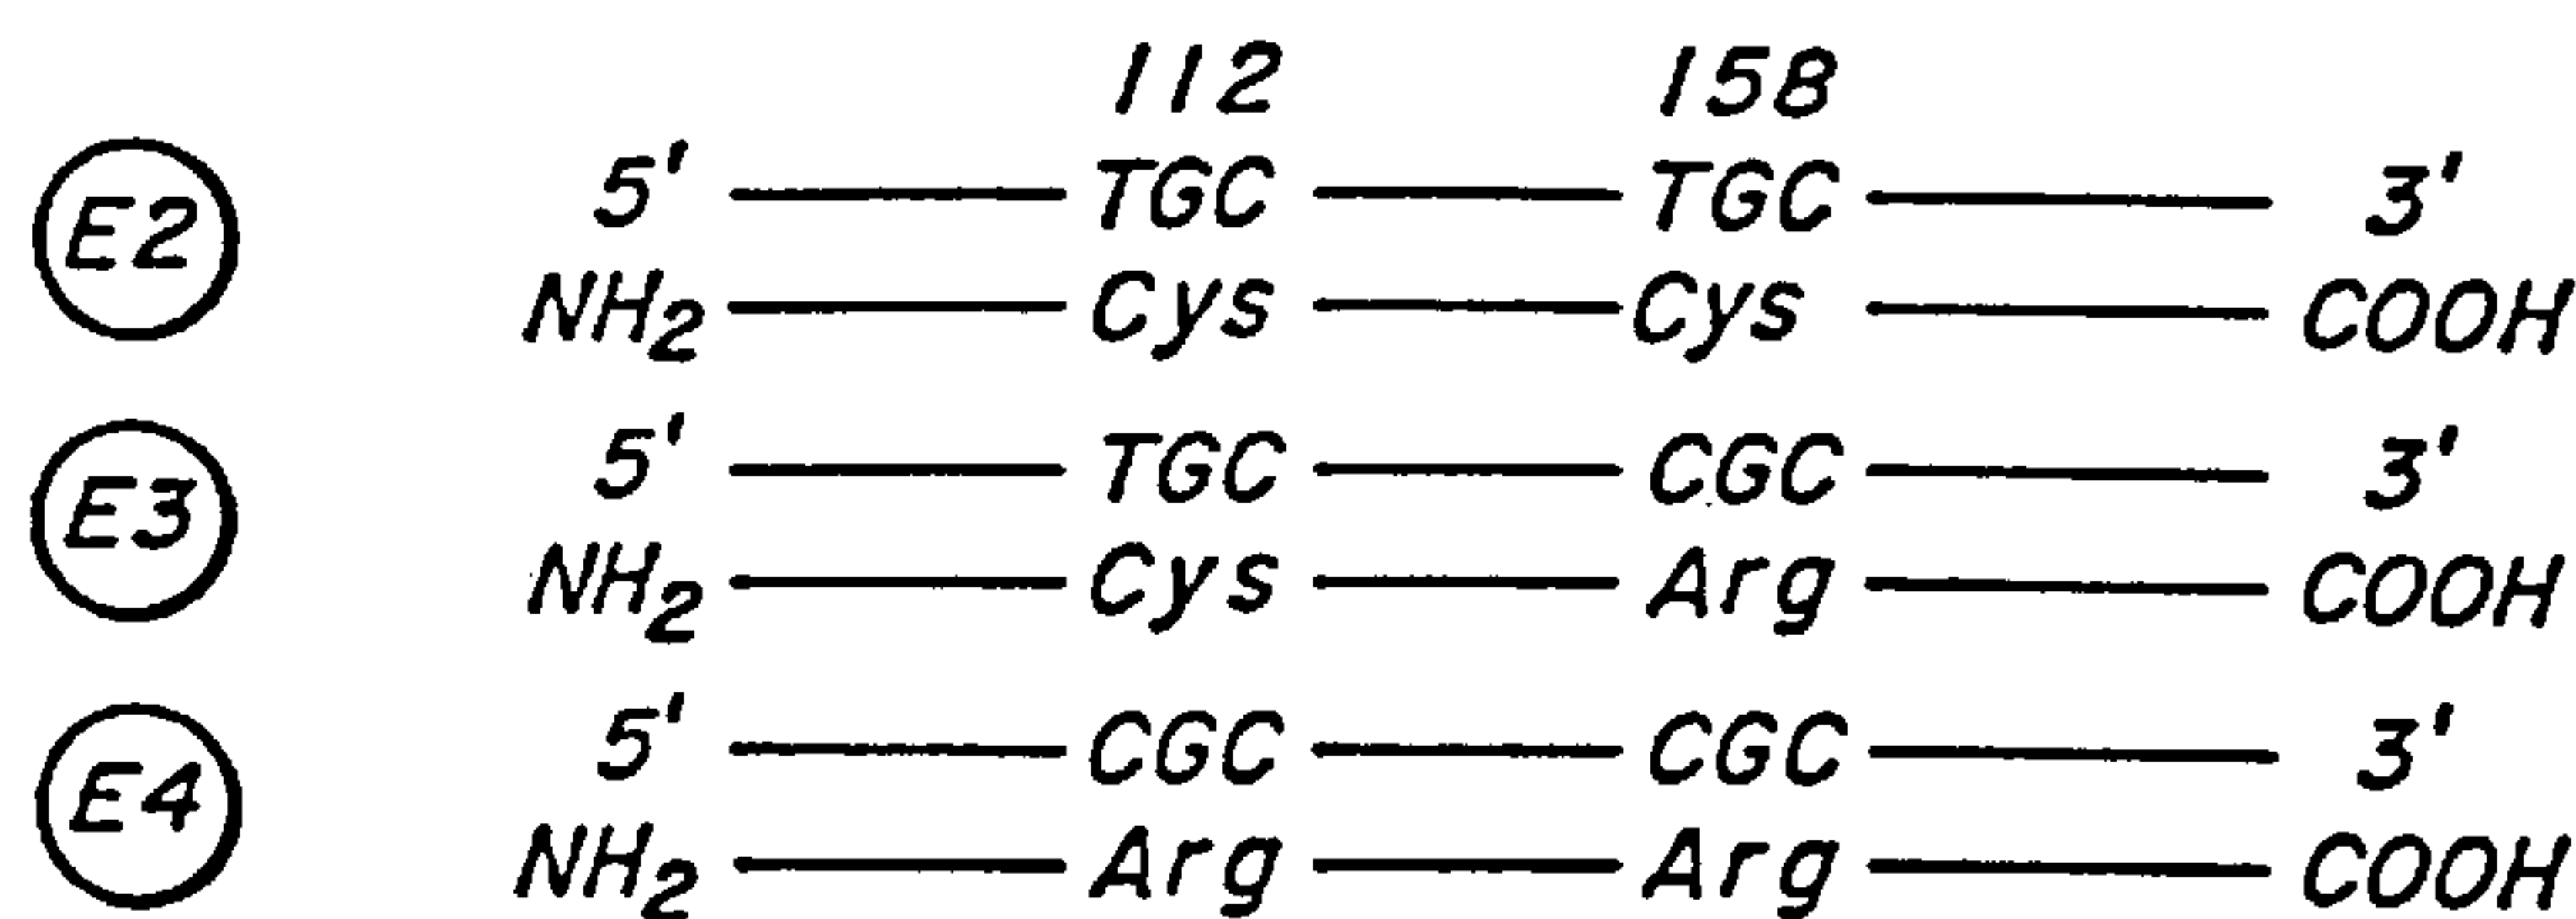 112 158
5' TGC TGC 3'
E2
NH₂ Cys Cys COOH
5' TGC CGC 3'
E3
NH₂ Cys Arg COOH
5' CGC CGC 3'
E4
NH₂ Arg Arg COOH